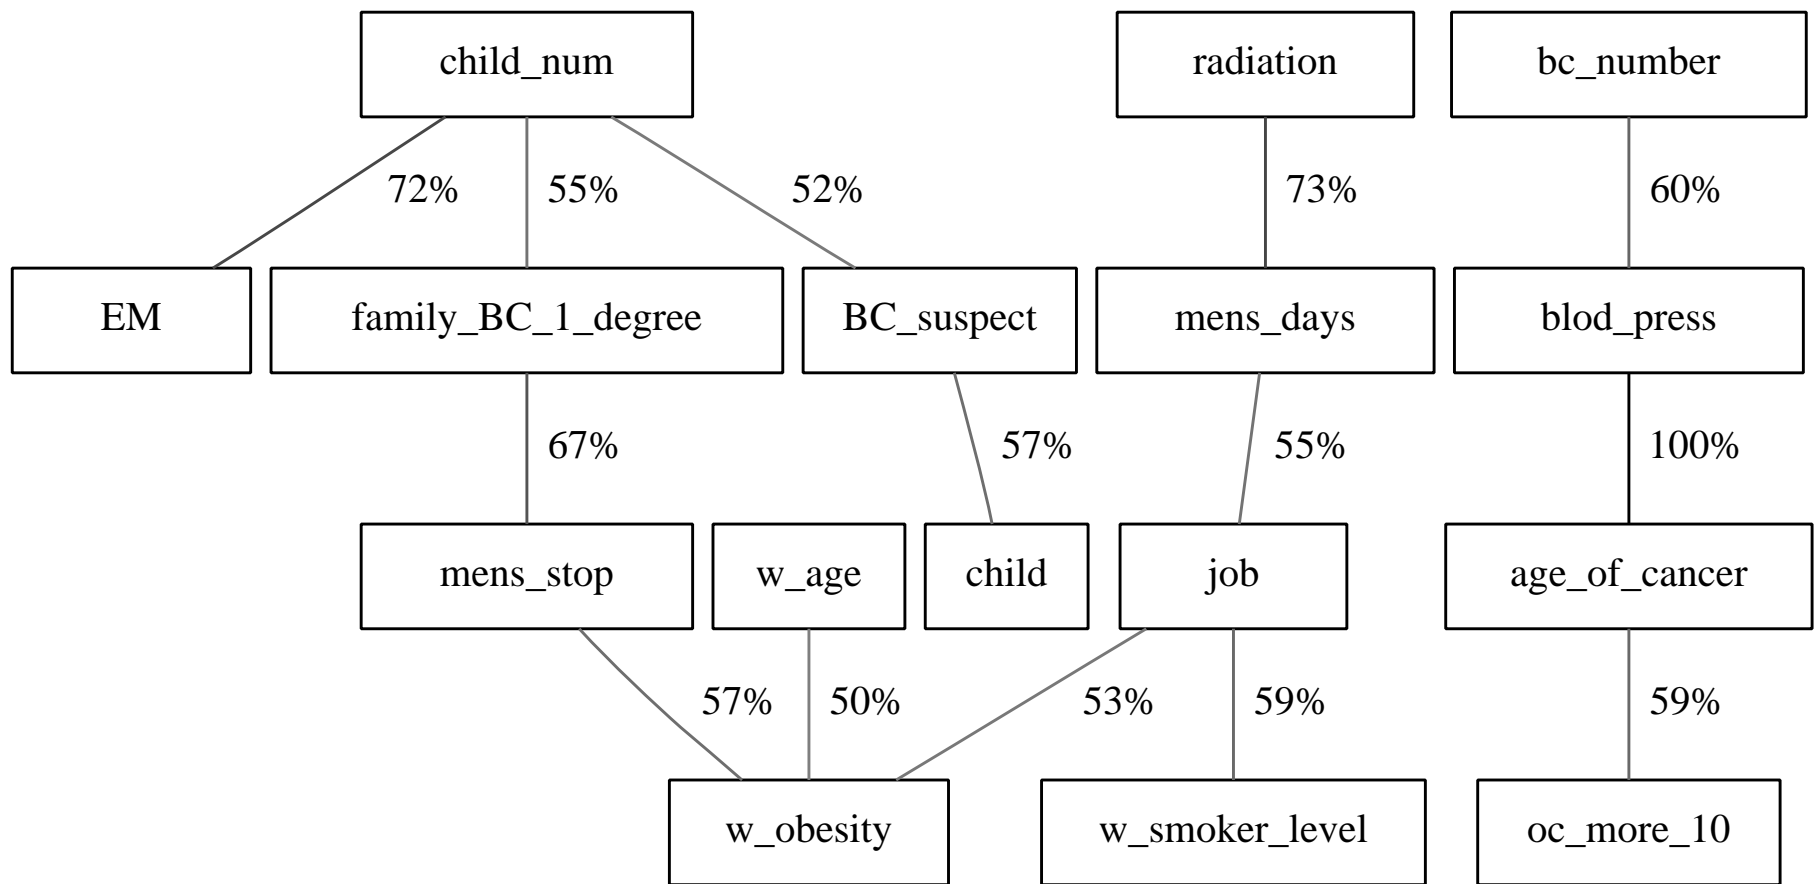 child_num
radiation
bc_number
72%
55%
52%
73%
60%
EM
family_BC_1_degree
BC_suspect
mens_days
blod_press
67%
57%
55%
100%
mens_stop
w_age
child
job
age_of_cancer
57%
50%
53%
59%
59%
w_obesity
w_smoker_level
oc_more_10